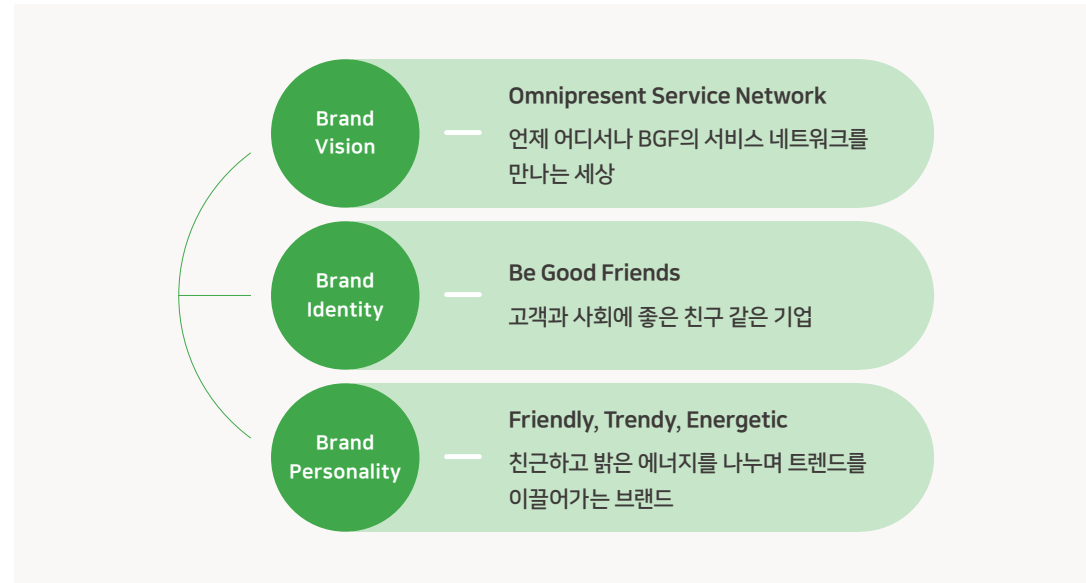 Brand
Vision
Omnipresent Service Network
언제 어디서나 BGF의 서비스 네트워크를
만나는 세상
Brand
Identity
Be Good Friends
고객과 사회에 좋은 친구 같은 기업
Brand
Personality
Friendly, Trendy, Energetic
친근하고 밝은 에너지를 나누며 트렌드를
이끌어가는 브랜드